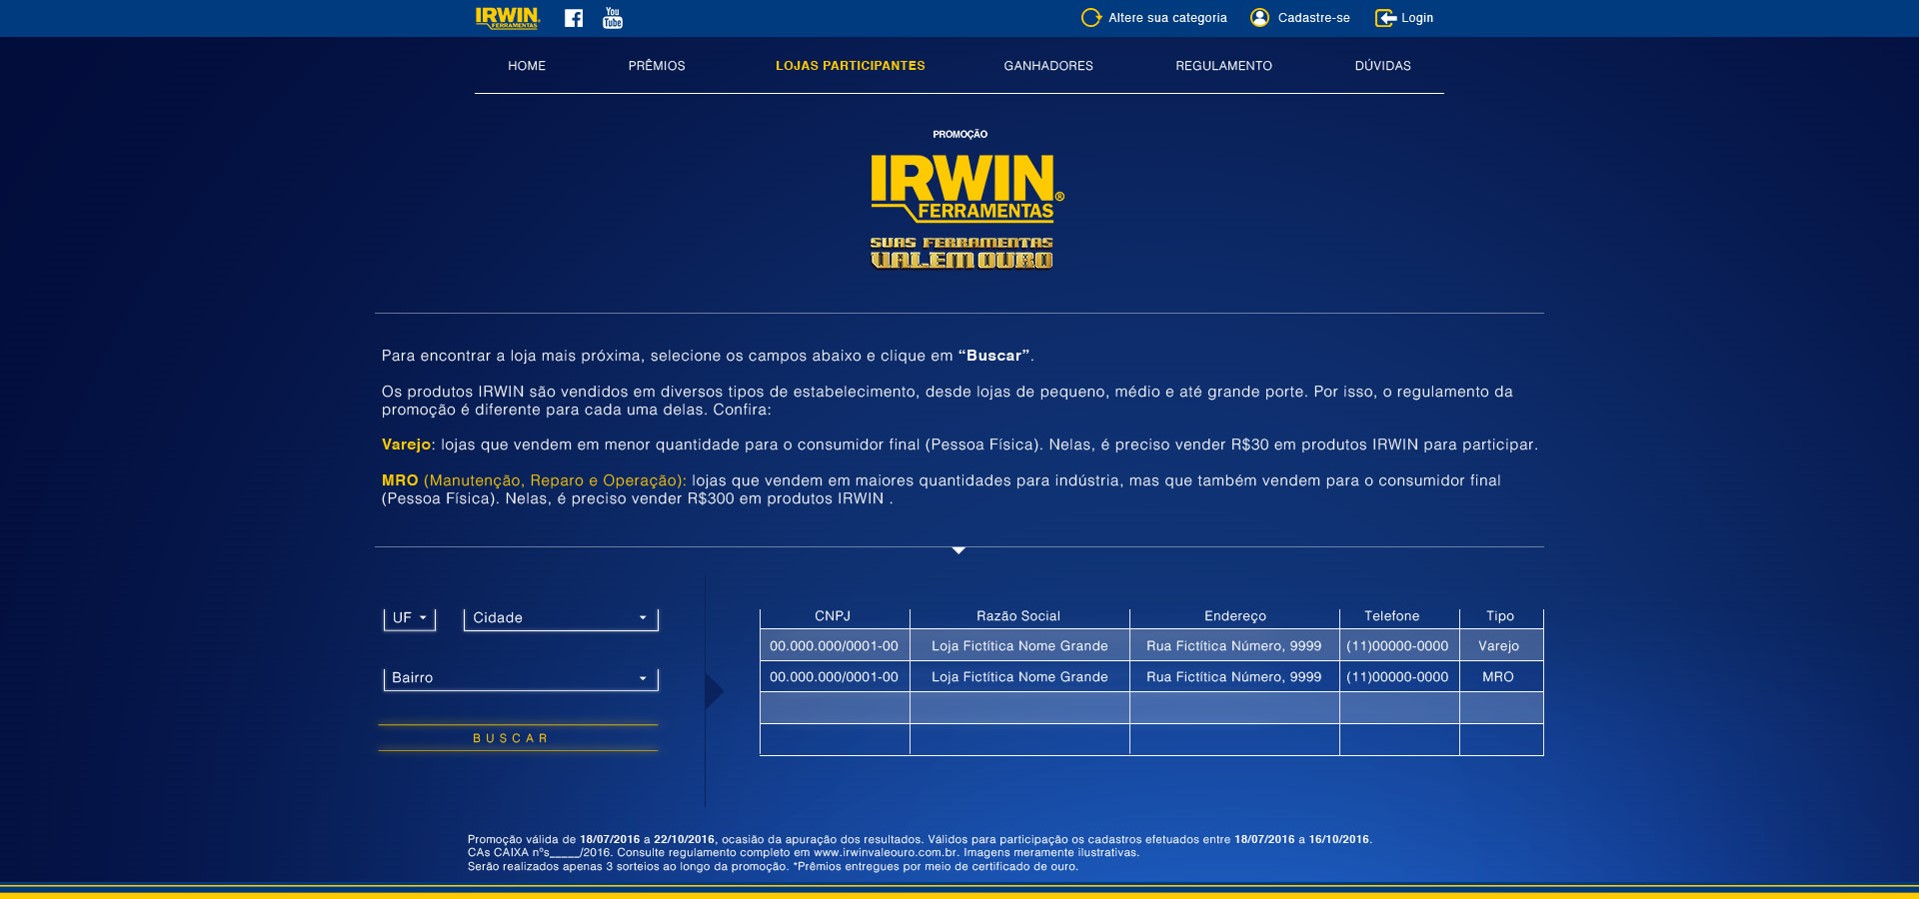 IRWIN
FERRAMENTAS
You
Tube
Altere sua categoria
Cadastre-se
Login
HOME PRÊMIOS LOJAS PARTICIPANTES GANHADORES REGULAMENTO DÚVIDAS
PROMOÇÃO
IRWIN®
FERRAMENTAS
SUAS FERRAMENTAS
VALEM OURO
Para encontrar a loja mais próxima, selecione os campos abaixo e clique em “Buscar”.
Os produtos IRWIN são vendidos em diversos tipos de estabelecimento, desde lojas de pequeno, médio e até grande porte. Por isso, o regulamento da
promoção é diferente para cada uma delas. Confira:
Varejo: lojas que vendem em menor quantidade para o consumidor final (Pessoa Física). Nelas, é preciso vender R$30 em produtos IRWIN para participar.
MRO (Manutenção, Reparo e Operação): lojas que vendem em maiores quantidades para indústria, mas que também vendem para o consumidor final
(Pessoa Física). Nelas, é preciso vender R$300 em produtos IRWIN .
UF Cidade
Bairro
BUSCAR
CNPJ Razão Social Endereço Telefone Tipo
00.000.000/0001-00 Loja Fictítica Nome Grande Rua Fictítica Número, 9999 (11)00000-0000 Varejo
00.000.000/0001-00 Loja Fictítica Nome Grande Rua Fictítica Número, 9999 (11)00000-0000 MRO
Promoção válida de 18/07/2016 a 22/10/2016, ocasião da apuração dos resultados. Válidos para participação os cadastros efetuados entre 18/07/2016 a 16/10/2016.
CAs CAIXA nºs_____/2016. Consulte regulamento completo em www.irwinvaleouro.com.br. Imagens meramente ilustrativas.
Serão realizados apenas 3 sorteios ao longo da promoção. *Prêmios entregues por meio de certificado de ouro.